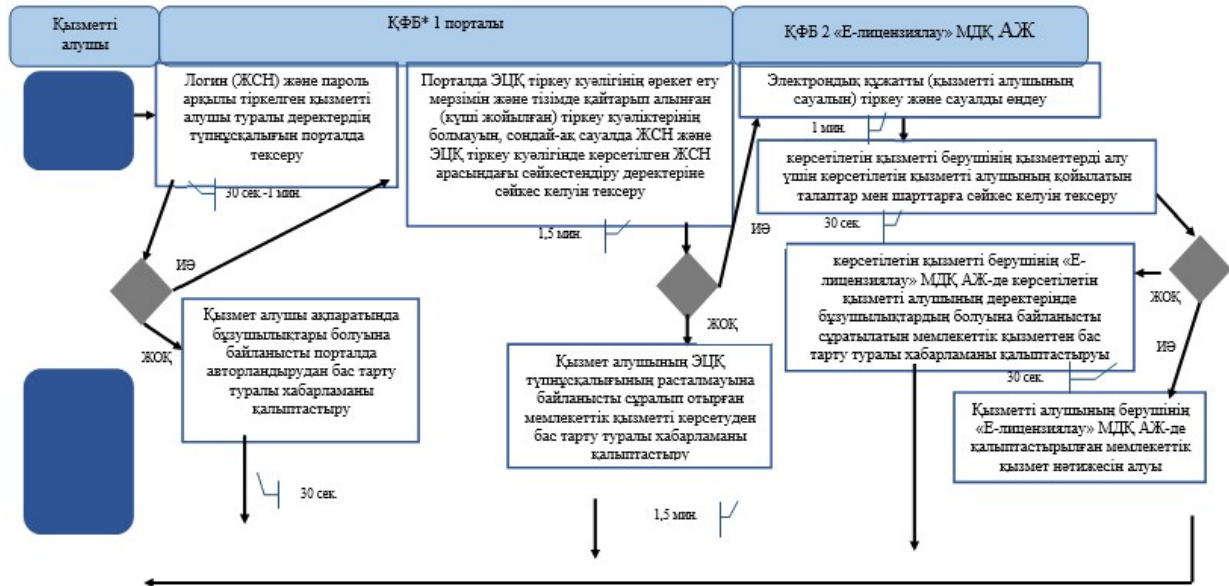 Қызметті
алушы
ҚФБ* 1 порталы
ҚФБ 2 «Е-лицензиялау» МДҚ АЖ
Логин (ЖСН) және пароль
арқылы тіркелген қызметті
алушы туралы деректердің
түпнұсқалығын порталда
тексеру
30 сек.-1 мин.
Порталда ЭЦҚ тіркеу куәлігінің әрекет ету
мерзімін және тізімде қайтарып алынған
(күші жойылған) тіркеу куәліктерінің
болмауын, сондай-ақ сауалда ЖСН және
ЭЦҚ тіркеу куәлігінде көрсетілген ЖСН
арасындағы сәйкестендіру деректеріне
сәйкес келуін тексеру
1,5 мин.
Электрондық құжатты (қызметті алушының
сауалын) тіркеу және сауалды өңдеу
1 мин.
көрсетілетін қызметті берушінің қызметтерді алу
үшін көрсетілетін қызметті алушының қойылатын
талаптар мен шарттарға сәйкес келуін тексеру
30 сек.
ИӘ
ИӘ
көрсетілетін қызметті берушінің «Е-
лицензиялау» МДҚ АЖ-де көрсетілетін
қызметті алушының деректерінде
бұзушылықтардың болуына байланысты
сұратылатын мемлекеттік қызметтен бас
тарту туралы хабарламаны қалыптастыруы
ЖОҚ
ИӘ
30 сек.
Қызмет алушы ақпаратында
бұзушылықтары болуына
байланысты порталда
авторландырудан бас тарту
туралы хабарламаны
қалыптастыру
ЖОҚ
ЖОҚ
Қызмет алушының ЭЦҚ
түпнұсқалығының расталмауына
байланысты сұралып отырған
мемлекеттік қызметті көрсетуден
бас тарту туралы хабарламаны
қалыптастыру
Қызметті алушының берушінің
«Е-лицензиялау» МДҚ АЖ-де
қалыптастырылған мемлекеттік
қызмет нәтижесін алуы
30 сек.
1,5 мин.